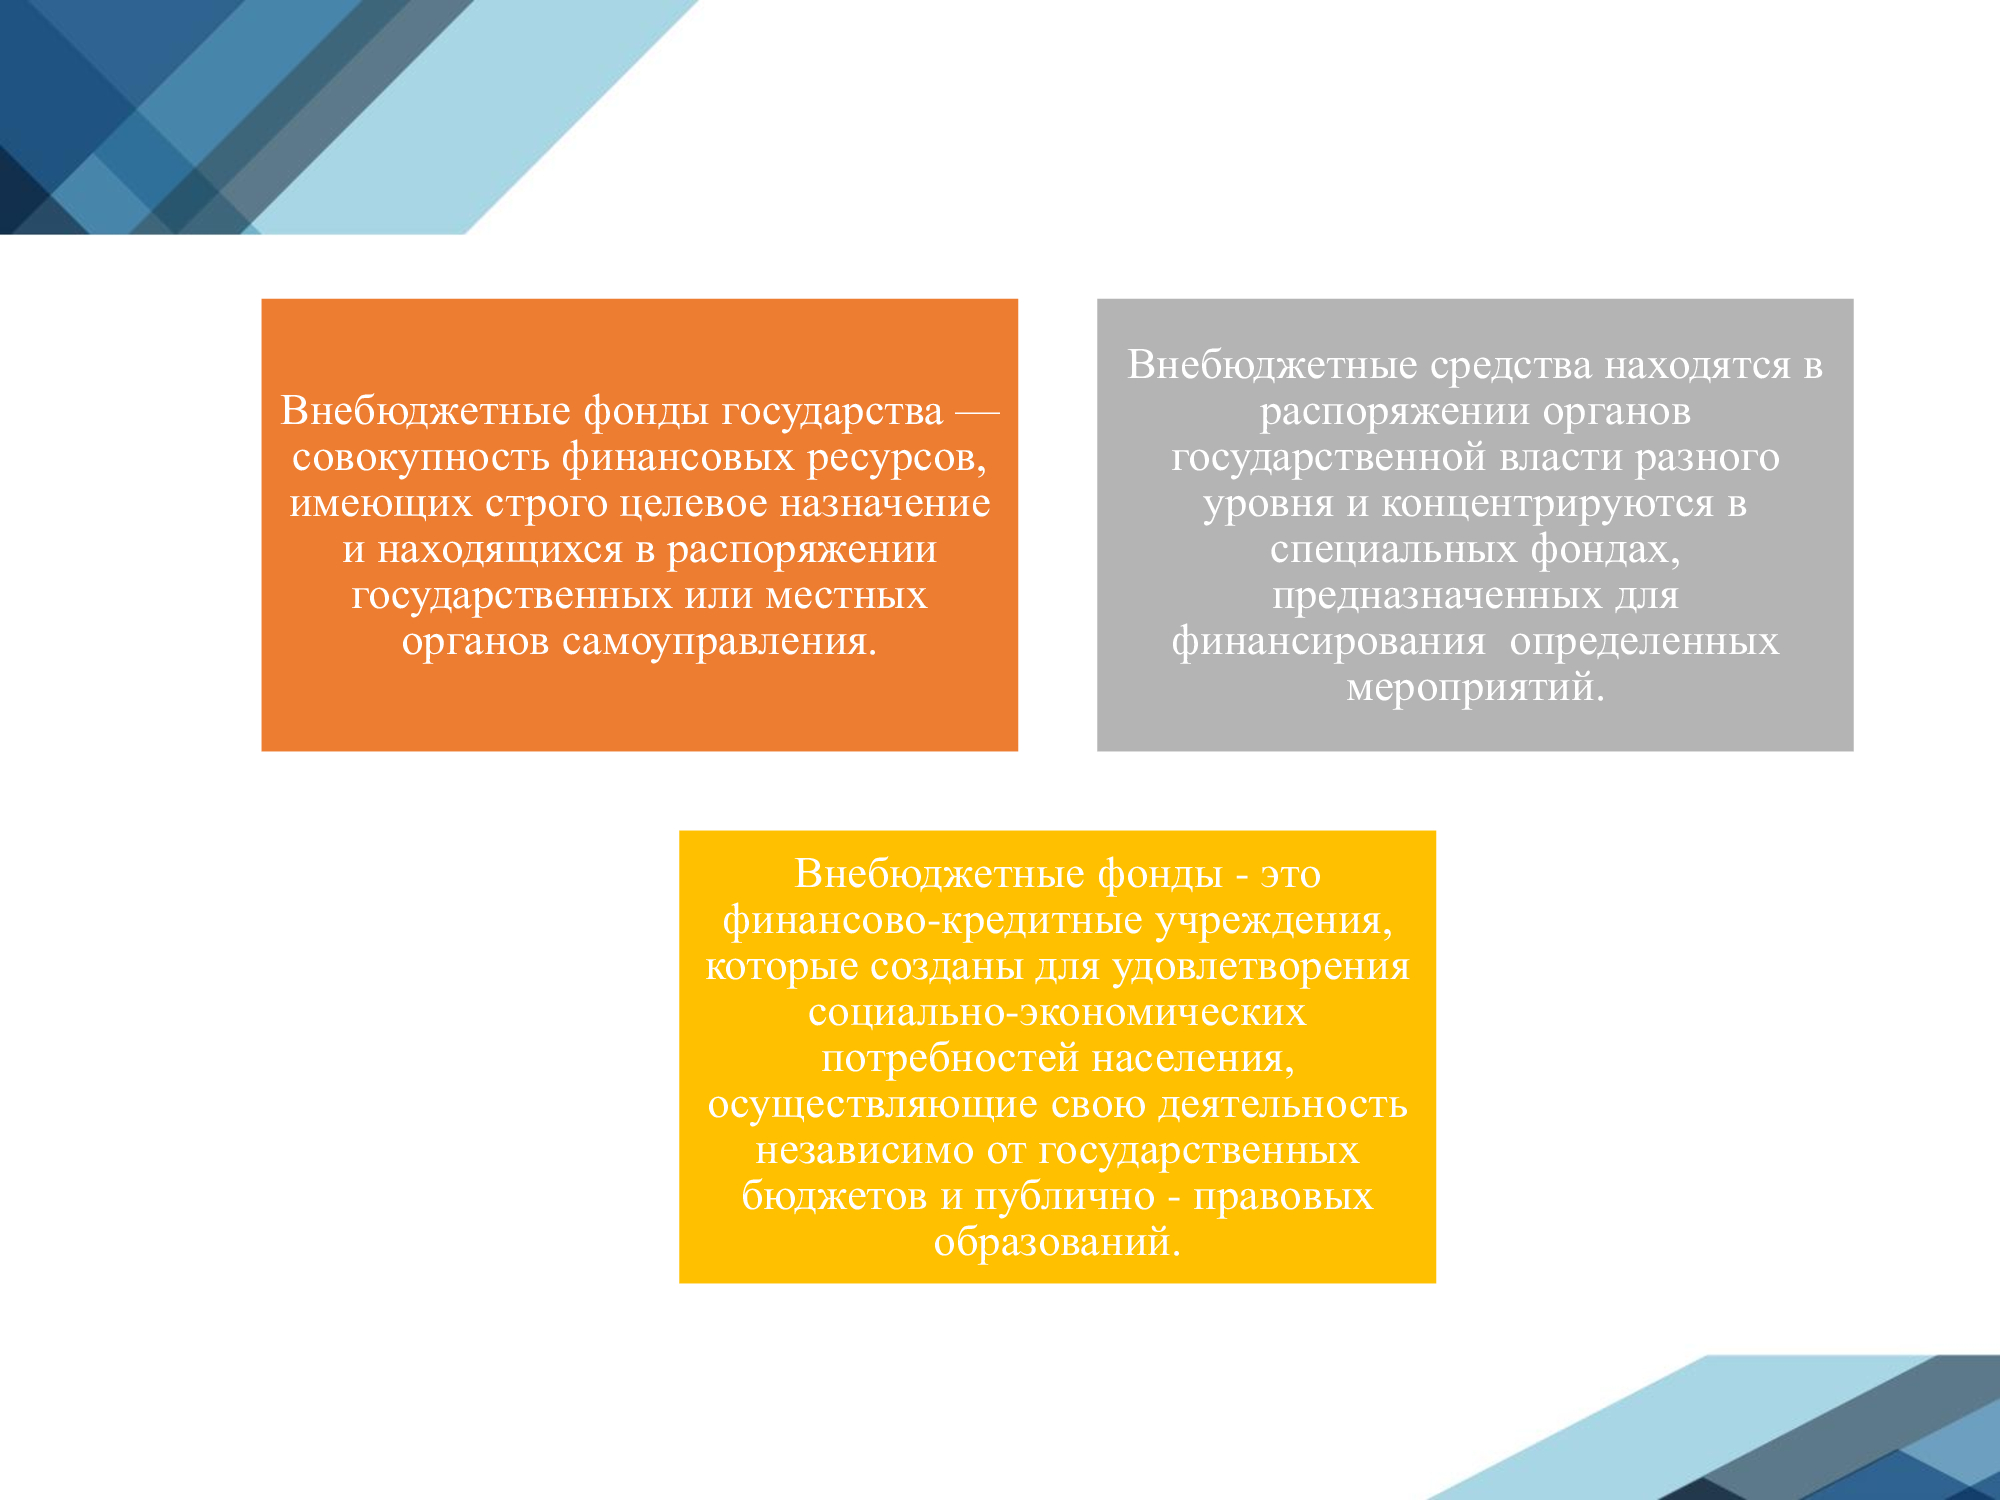 Внебюджетные фонды государства —
совокупность финансовых ресурсов,
имеющих строго целевое назначение
и находящихся в распоряжении
государственных или местных
органов самоуправления.
Внебюджетные средства находятся в
распоряжении органов
государственной власти разного
уровня и концентрируются в
специальных фондах,
предназначенных для
финансирования  определенных
мероприятий.
Внебюджетные фонды - это
финансово-кредитные учреждения,
которые созданы для удовлетворения
социально-экономических
потребностей населения,
осуществляющие свою деятельность
независимо от государственных
бюджетов и публично - правовых
образований.